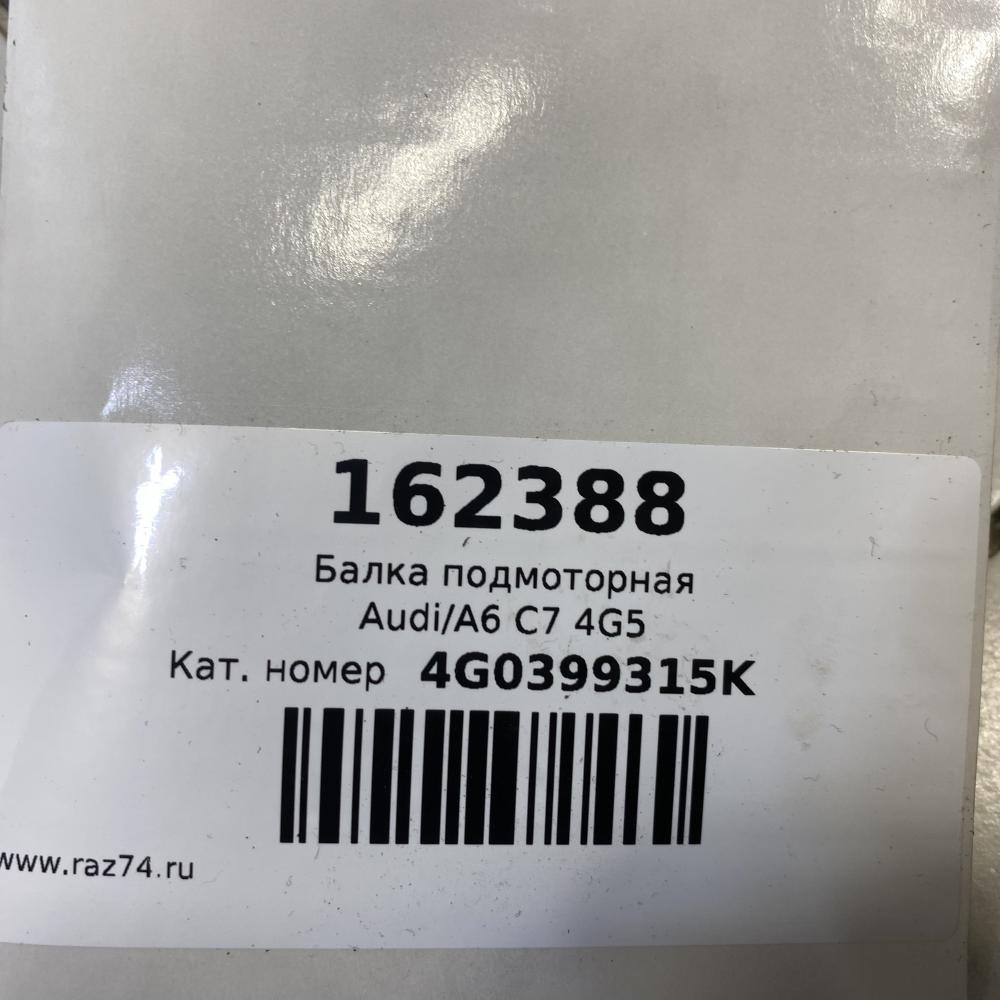 162388
Балка подмоторная
Audi/A6 C7 4G5
Кат. номер 4G0399315K
www.raz74.ru